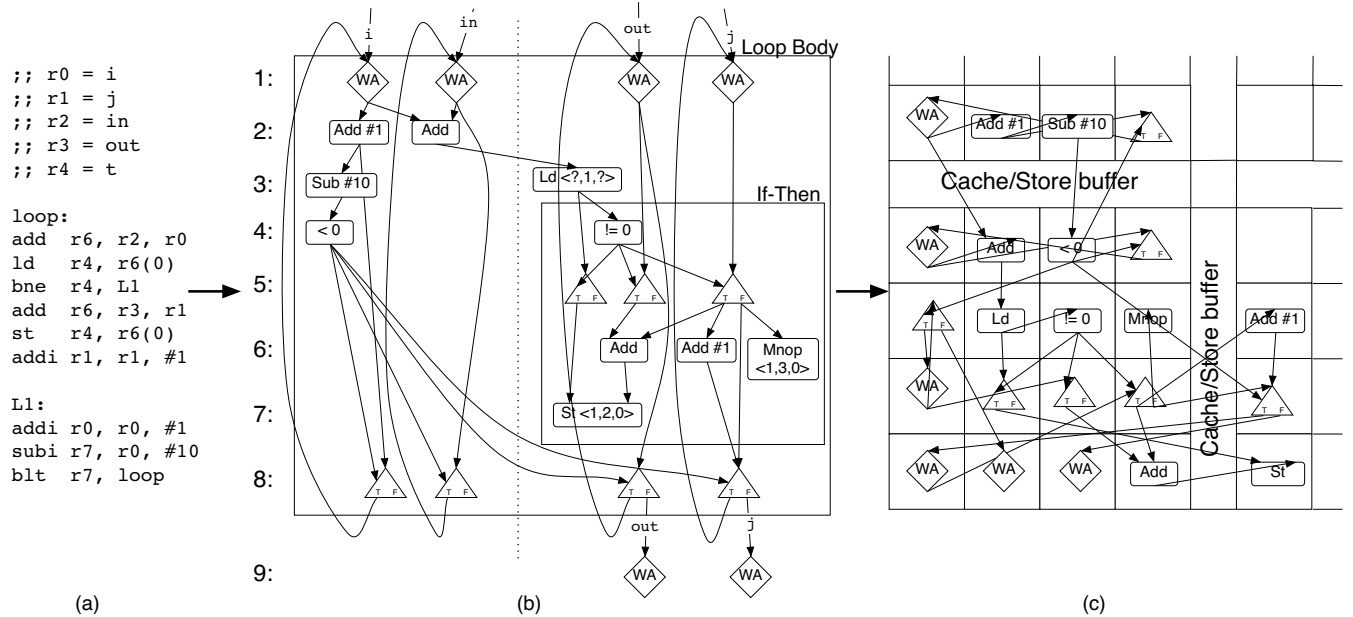 ;; r0 = i
;; r1 = j
;; r2 = in
;; r3 = out
;; r4 = t
loop:
add r6, r2, r0
ld r4, r6(0)
bne r4, L1
add r6, r3, r1
st r4, r6(0)
addi r1, r1, #1
L1:
addi r0, r0, #1
subi r7, r0, #10
blt r7, loop
(a)
i in out j
Loop Body
1: WA WA WA WA
2: Add #1 Add
3: Sub #10 Ld <?,1,?>
If-Then
4: < 0 != 0
5: T F T F T F
6: Add Add #1 Mnop
<1,3,0>
7: St <1,2,0>
8: T F T F T F T F
out j
9: WA WA
(b)
WA Add #1 Sub #10 T F
Cache/Store buffer
WA Add < 0 T F
T F Ld != 0 Mnop Add #1
WA T F T F T F T F
Cache/Store buffer
WA WA WA Add St
(c)